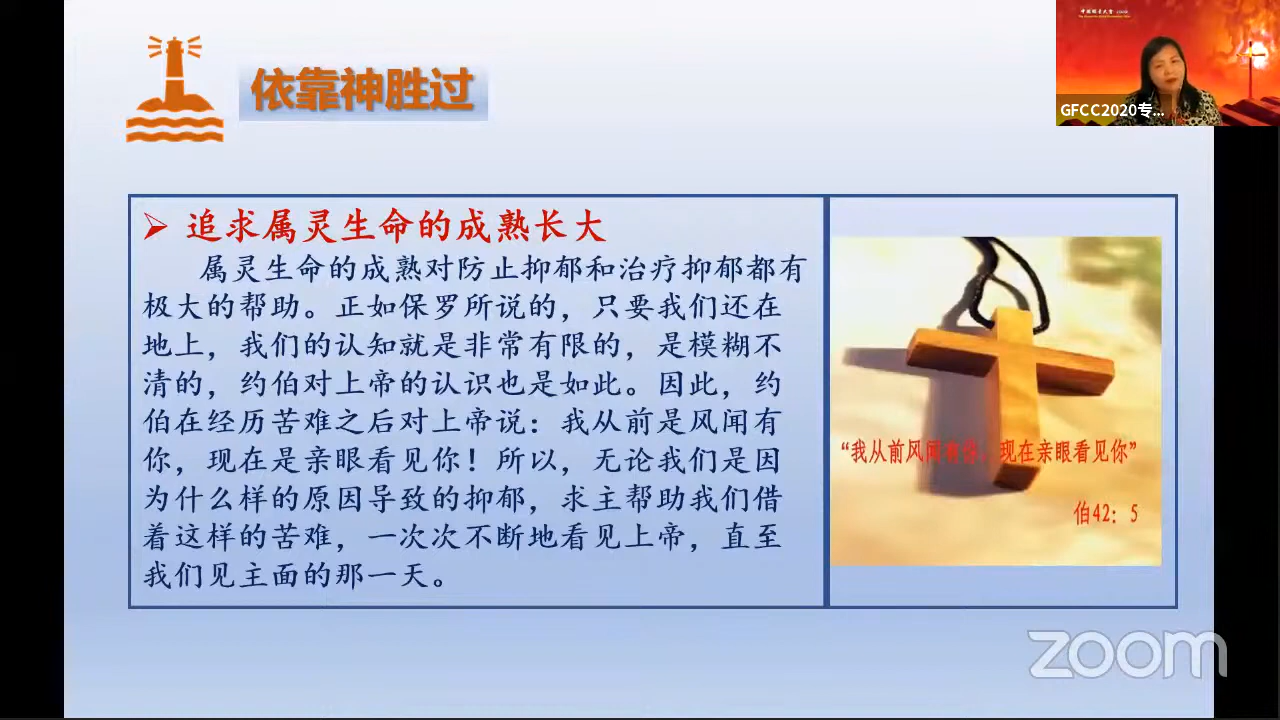 依靠神胜过
GFCC2020专...
追求属灵生命的成熟长大
属灵生命的成熟对防止抑郁和治疗抑郁都有
极大的帮助。正如保罗所说的，只要我们还在
地上，我们的认知就是非常有限的，是模糊不
清的，约伯对上帝的认识也是如此。因此，约
伯在经历苦难之后对上帝说：我从前是风闻有
你，现在是亲眼看见你！所以，无论我们是因
为什么样的原因导致的抑郁，求主帮助我们借
着这样的苦难，一次次不断地看见上帝，直至
我们见主面的那一天。
“我从前风闻有你，现在亲眼看见你”
伯42：5
zoom